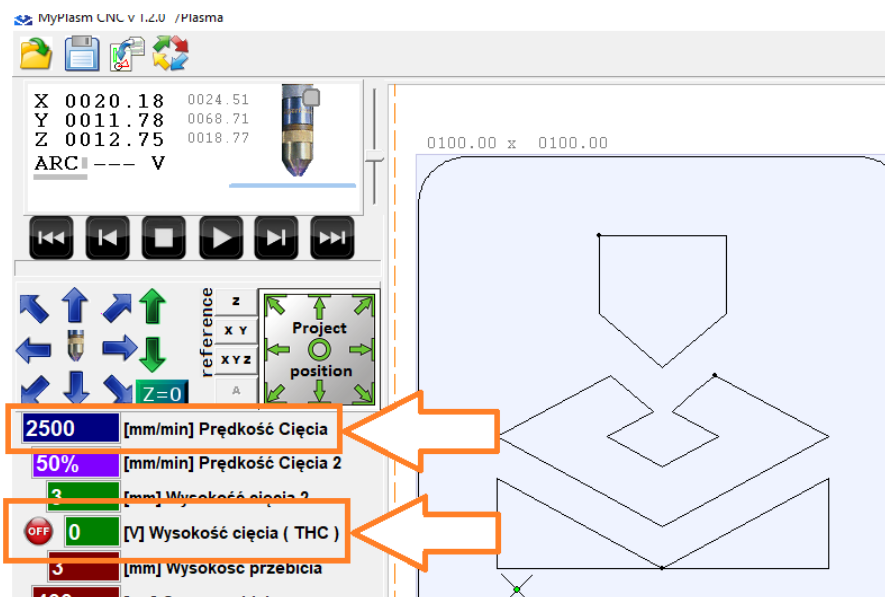 MyPlasm CNC v 1.2.0 /Plasma
X 0020.18 0024.51
Y 0011.78 0068.71
Z 0012.75 0018.77
ARC --- V
0100.00 x 0100.00
reference
Z
X Y
X Y Z
A
Project
position
Z=0
2500 [mm/min] Prędkość Cięcia
50% [mm/min] Prędkość Cięcia 2
3 [mm] Wysokość cięcia 2
OFF 0 [V] Wysokość cięcia ( THC )
3 [mm] Wysokość przebicia